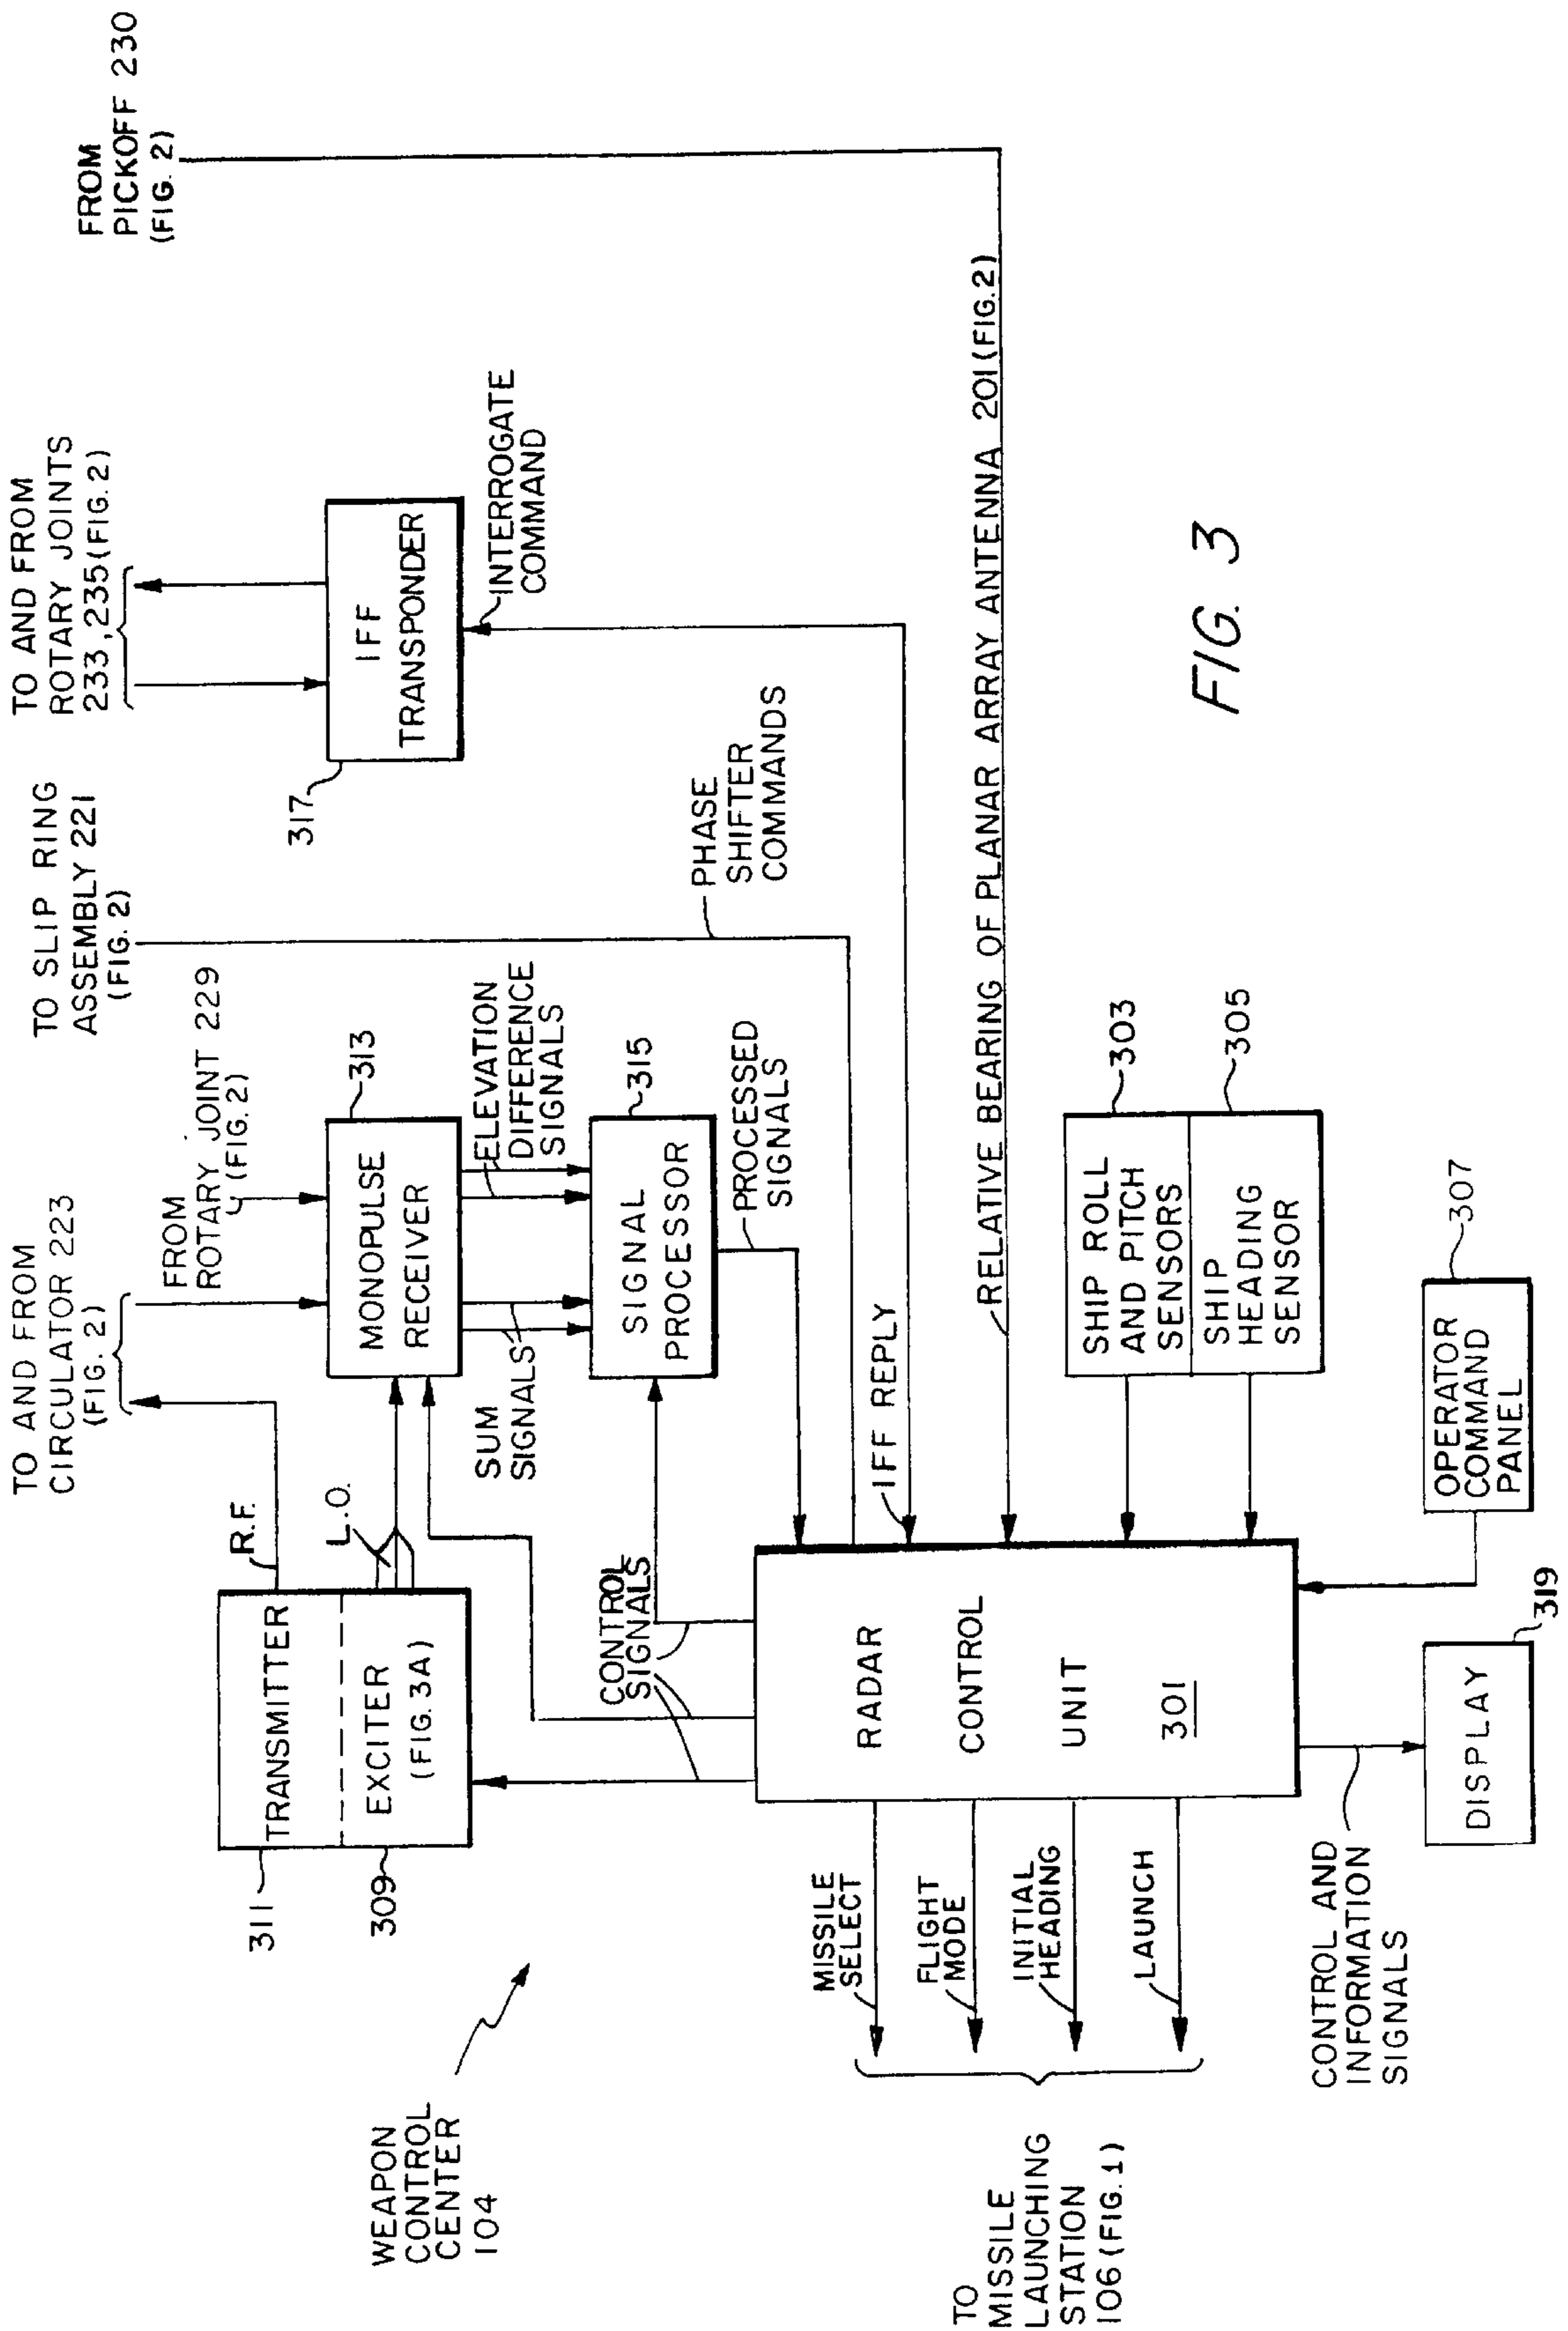 TO AND FROM
CIRCULATOR 223
(FIG. 2)
FROM
ROTARY JOINT 229
(FIG. 2)
TO SLIP RING
ASSEMBLY 221
(FIG. 2)
TO AND FROM
ROTARY JOINTS
233, 235 (FIG. 2)
FROM
PICKOFF 230
(FIG. 2)
311
TRANSMITTER
R.F.
309
EXCITER
(FIG. 3A)
L.O.
313
MONOPULSE
RECEIVER
317
IFF
TRANSPONDER
WEAPON
CONTROL
CENTER
104
SUM
SIGNALS
ELEVATION
DIFFERENCE
SIGNALS
INTERROGATE
COMMAND
CONTROL
SIGNALS
315
SIGNAL
PROCESSOR
PROCESSED
SIGNALS
PHASE
SHIFTER
COMMANDS
MISSILE
SELECT
FLIGHT
MODE
INITIAL
HEADING
LAUNCH
TO
MISSILE
LAUNCHING
STATION
106 (FIG. 1)
RADAR
CONTROL
UNIT
301
IFF REPLY
RELATIVE BEARING OF PLANAR ARRAY ANTENNA 201 (FIG. 2)
SHIP ROLL
AND PITCH
SENSORS
303
SHIP
HEADING
SENSOR
305
CONTROL AND
INFORMATION
SIGNALS
DISPLAY
319
OPERATOR
COMMAND
PANEL
307
FIG. 3